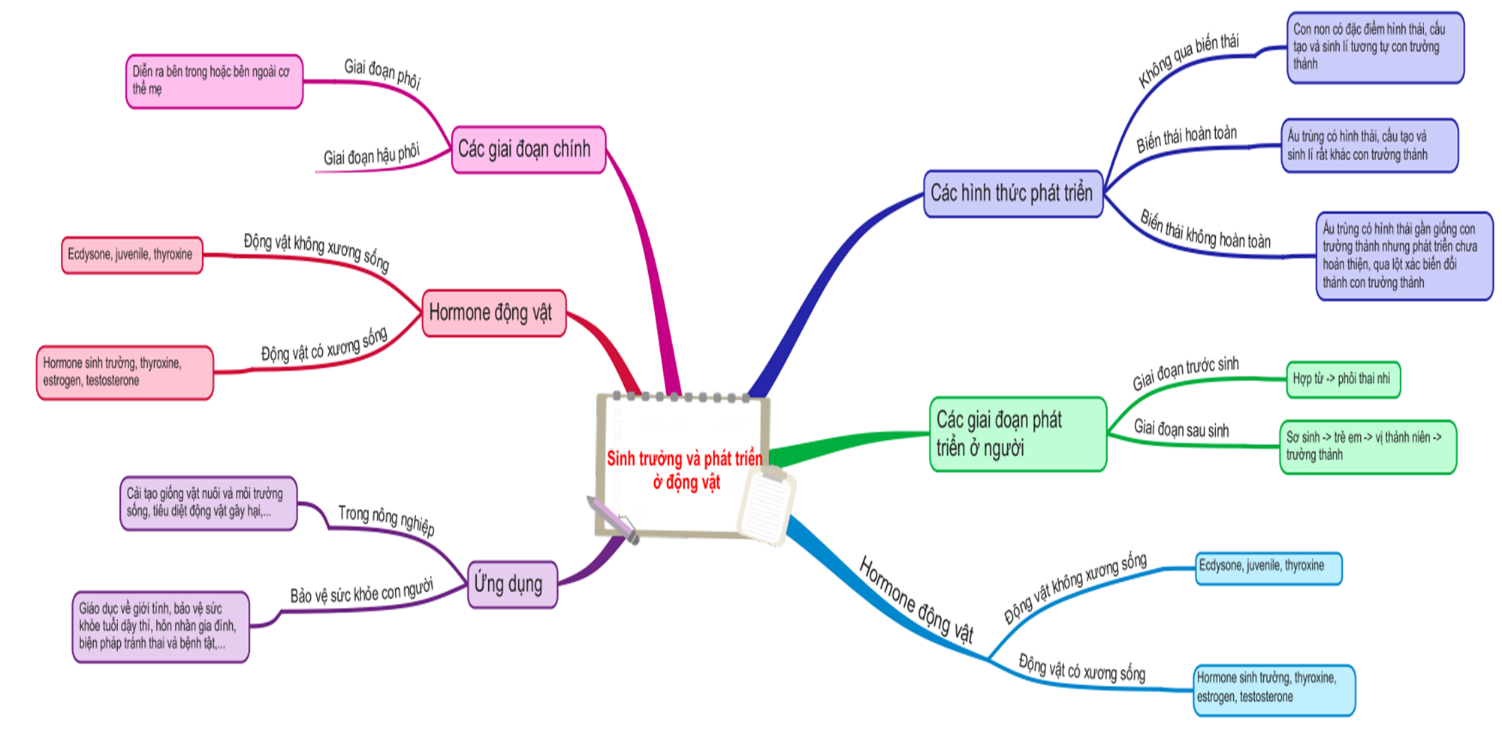 Sinh trưởng và phát triển
ở động vật
Các giai đoạn chính
Giai đoạn phôi
Diễn ra bên trong hoặc bên ngoài cơ
thể mẹ
Giai đoạn hậu phôi
Hormone động vật
Động vật không xương sống
Ecdysone, juvenile, thyroxine
Động vật có xương sống
Hormone sinh trưởng, thyroxine,
estrogen, testosterone
Ứng dụng
Trong nông nghiệp
Cải tạo giống vật nuôi và môi trường
sống, tiêu diệt động vật gây hại,...
Bảo vệ sức khỏe con người
Giáo dục về giới tính, bảo vệ sức
khỏe tuổi dậy thì, hôn nhân gia đình,
biện pháp tránh thai và bệnh tật,...
Các hình thức phát triển
Không qua biến thái
Con non có đặc điểm hình thái, cấu
tạo và sinh lí tương tự con trưởng
thành
Biến thái hoàn toàn
Ấu trùng có hình thái, cấu tạo và
sinh lí rất khác con trưởng thành
Biến thái không hoàn toàn
Ấu trùng có hình thái gần giống con
trưởng thành nhưng phát triển chưa
hoàn thiện, qua lột xác biến đổi
thành con trưởng thành
Các giai đoạn phát
triển ở người
Giai đoạn trước sinh
Hợp tử -> phôi thai nhi
Giai đoạn sau sinh
Sơ sinh -> trẻ em -> vị thành niên ->
trưởng thành
Hormone động vật
Động vật không xương sống
Ecdysone, juvenile, thyroxine
Động vật có xương sống
Hormone sinh trưởng, thyroxine,
estrogen, testosterone